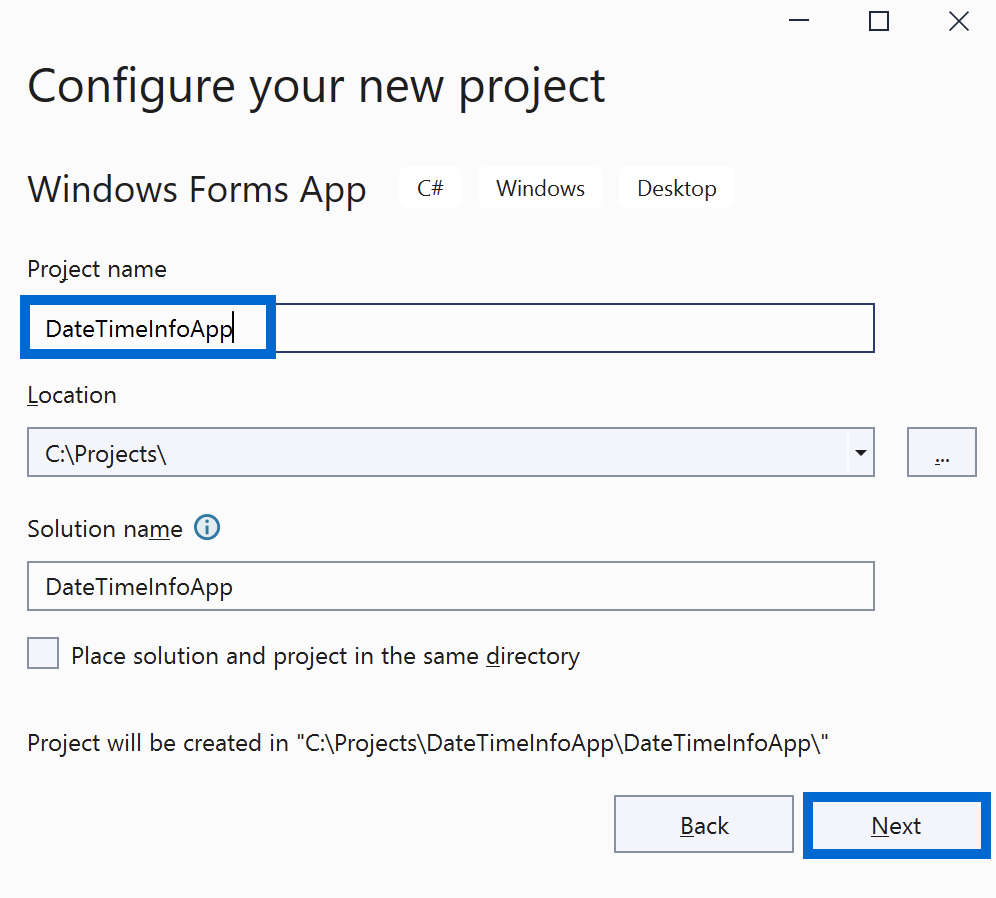 Configure your new project
Windows Forms App C# Windows Desktop
Project name
DateTimeInfoApp
Location
C:\Projects\
...
Solution name
DateTimeInfoApp
Place solution and project in the same directory
Project will be created in "C:\Projects\DateTimeInfoApp\DateTimeInfoApp\"
Back Next